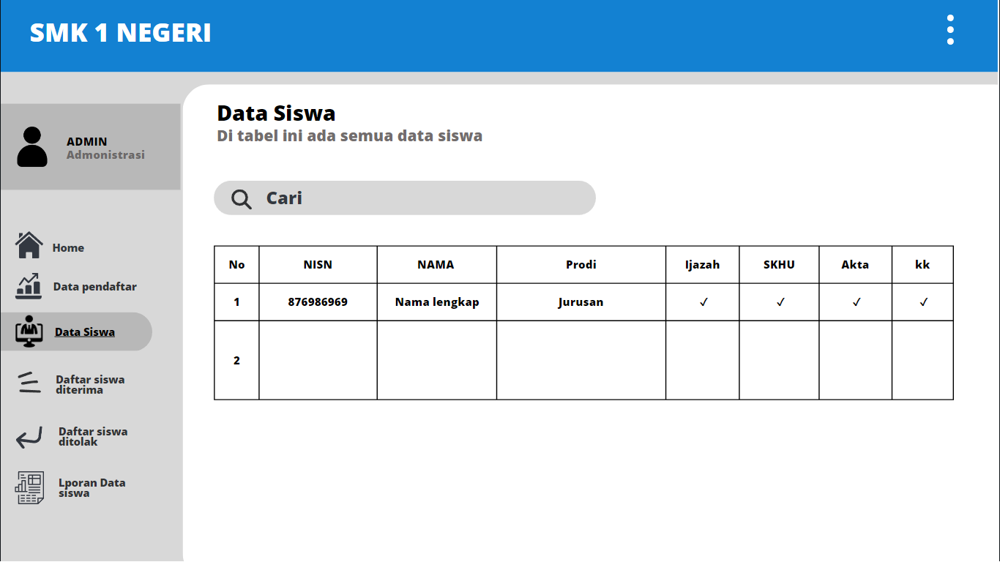 SMK 1 NEGERI
ADMIN
Admonistrasi
Home
Data pendaftar
Data Siswa
Daftar siswa
diterima
Daftar siswa
ditolak
Lporan Data
siswa
Data Siswa
Di tabel ini ada semua data siswa
Cari
No NISN NAMA Prodi Ijazah SKHU Akta kk
1 876986969 Nama lengkap Jurusan ✓ ✓ ✓ ✓
2